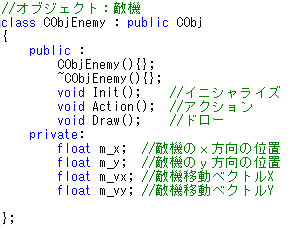 //オブジェクト：敵機
class CObjEnemy : public CObj
{
public :
CObjEnemy(){};
~CObjEnemy(){};
void Init(); //イニシャライズ
void Action(); //アクション
void Draw(); //ドロー
private:
float m_x; //敵機のｘ方向の位置
float m_y; //敵機のｙ方向の位置
float m_vx; //敵機移動ベクトルX
float m_vy; //敵機移動ベクトルY
};